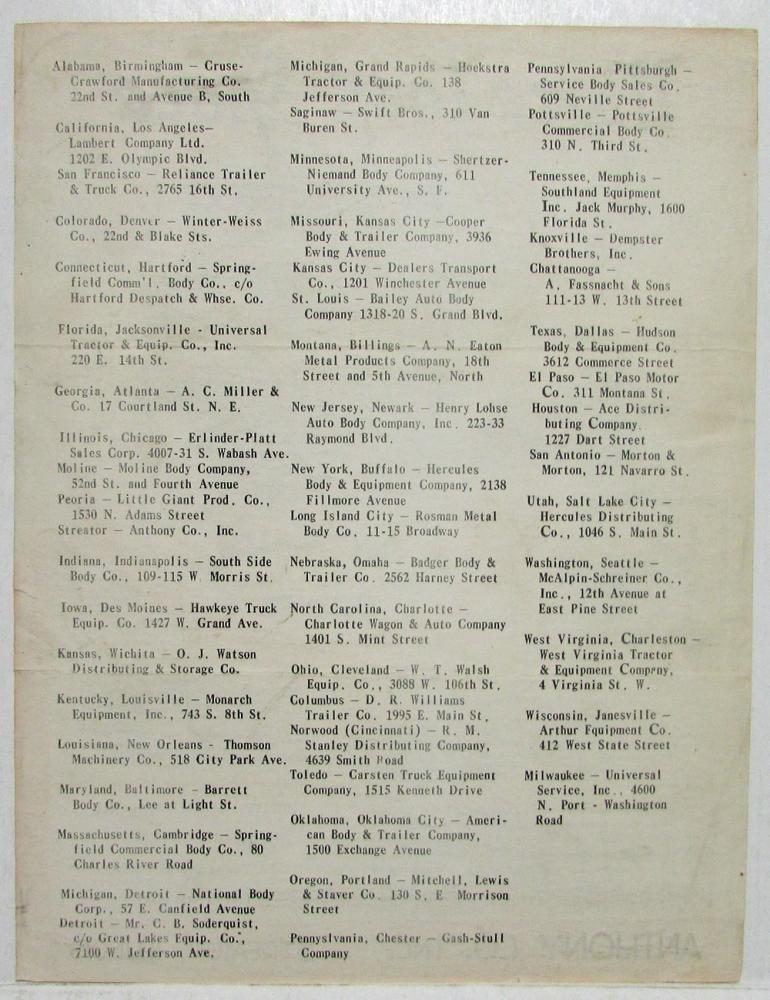 Alabama, Birmingham — Cruse-
Crawford Manufacturing Co.
22nd St. and Avenue B, South
California, Los Angeles—
Lambert Company Ltd.
1202 E. Olympic Blvd.
San Francisco — Reliance Trailer
& Truck Co., 2765 16th St.
Colorado, Denver — Winter-Weiss
Co., 22nd & Blake Sts.
Connecticut, Hartford — Spring-
field Comm'l. Body Co., c/o
Hartford Despatch & Whse. Co.
Florida, Jacksonville - Universal
Tractor & Equip. Co., Inc.
220 E. 14th St.
Georgia, Atlanta — A. C. Miller &
Co. 17 Courtland St. N. E.
Illinois, Chicago — Erlinder-Platt
Sales Corp. 4007-31 S. Wabash Ave.
Moline — Moline Body Company,
52nd St. and Fourth Avenue
Peoria — Little Giant Prod. Co.,
1530 N. Adams Street
Streator — Anthony Co., Inc.
Indiana, Indianapolis — South Side
Body Co., 109-115 W. Morris St.
Iowa, Des Moines — Hawkeye Truck
Equip. Co. 1427 W. Grand Ave.
Kansas, Wichita — O. J. Watson
Distributing & Storage Co.
Kentucky, Louisville — Monarch
Equipment, Inc., 743 S. 8th St.
Louisiana, New Orleans - Thomson
Machinery Co., 518 City Park Ave.
Maryland, Baltimore — Barrett
Body Co., Lee at Light St.
Massachusetts, Cambridge — Spring-
field Commercial Body Co., 80
Charles River Road
Michigan, Detroit — National Body
Corp., 57 E. Canfield Avenue
Detroit — Mr. C. B. Soderquist,
c/o Great Lakes Equip. Co.,
7100 W. Jefferson Ave.
Michigan, Grand Rapids — Hoekstra
Tractor & Equip. Co. 138
Jefferson Ave.
Saginaw — Swift Bros., 310 Van
Buren St.
Minnesota, Minneapolis — Shertzer-
Niemand Body Company, 611
University Ave., S. E.
Missouri, Kansas City —Cooper
Body & Trailer Company, 3936
Ewing Avenue
Kansas City — Dealers Transport
Co., 1201 Winchester Avenue
St. Louis — Bailey Auto Body
Company 1318-20 S. Grand Blvd.
Montana, Billings — A. N. Eaton
Metal Products Company, 18th
Street and 5th Avenue, North
New Jersey, Newark — Henry Lohse
Auto Body Company, Inc. 223-33
Raymond Blvd.
New York, Buffalo — Hercules
Body & Equipment Company, 2138
Fillmore Avenue
Long Island City — Rosman Metal
Body Co. 11-15 Broadway
Nebraska, Omaha — Badger Body &
Trailer Co. 2562 Harney Street
North Carolina, Charlotte —
Charlotte Wagon & Auto Company
1401 S. Mint Street
Ohio, Cleveland — W. T. Walsh
Equip. Co., 3088 W. 106th St.
Columbus — D. R. Williams
Trailer Co. 1995 E. Main St.
Norwood (Cincinnati) — R. M.
Stanley Distributing Company,
4639 Smith Road
Toledo — Carsten Truck Equipment
Company, 1515 Kenneth Drive
Oklahoma, Oklahoma City — Ameri-
can Body & Trailer Company,
1500 Exchange Avenue
Oregon, Portland — Mitchell, Lewis
& Staver Co. 130 S. E. Morrison
Street
Pennyslvania, Chester — Gash-Stull
Company
Pennsylvania Pittsburgh —
Service Body Sales Co.
609 Neville Street
Pottsville — Pottsville
Commercial Body Co.
310 N. Third St.
Tennessee, Memphis —
Southland Equipment
Inc. Jack Murphy, 1600
Florida St.
Knoxville — Dempster
Brothers, Inc.
Chattanooga —
A. Fassnacht & Sons
111-13 W. 13th Street
Texas, Dallas — Hudson
Body & Equipment Co.
3612 Commerce Street
El Paso — El Paso Motor
Co. 311 Montana St.
Houston — Ace Distri-
buting Company.
1227 Dart Street
San Antonio — Morton &
Morton, 121 Navarro St.
Utah, Salt Lake City —
Hercules Distributing
Co., 1046 S. Main St.
Washington, Seattle —
McAlpin-Schreiner Co.,
Inc., 12th Avenue at
East Pine Street
West Virginia, Charleston —
West Virginia Tractor
& Equipment Company,
4 Virginia St. W.
Wisconsin, Janesville —
Arthur Equipment Co.
412 West State Street
Milwaukee — Universal
Service, Inc., 4600
N. Port - Washington
Road